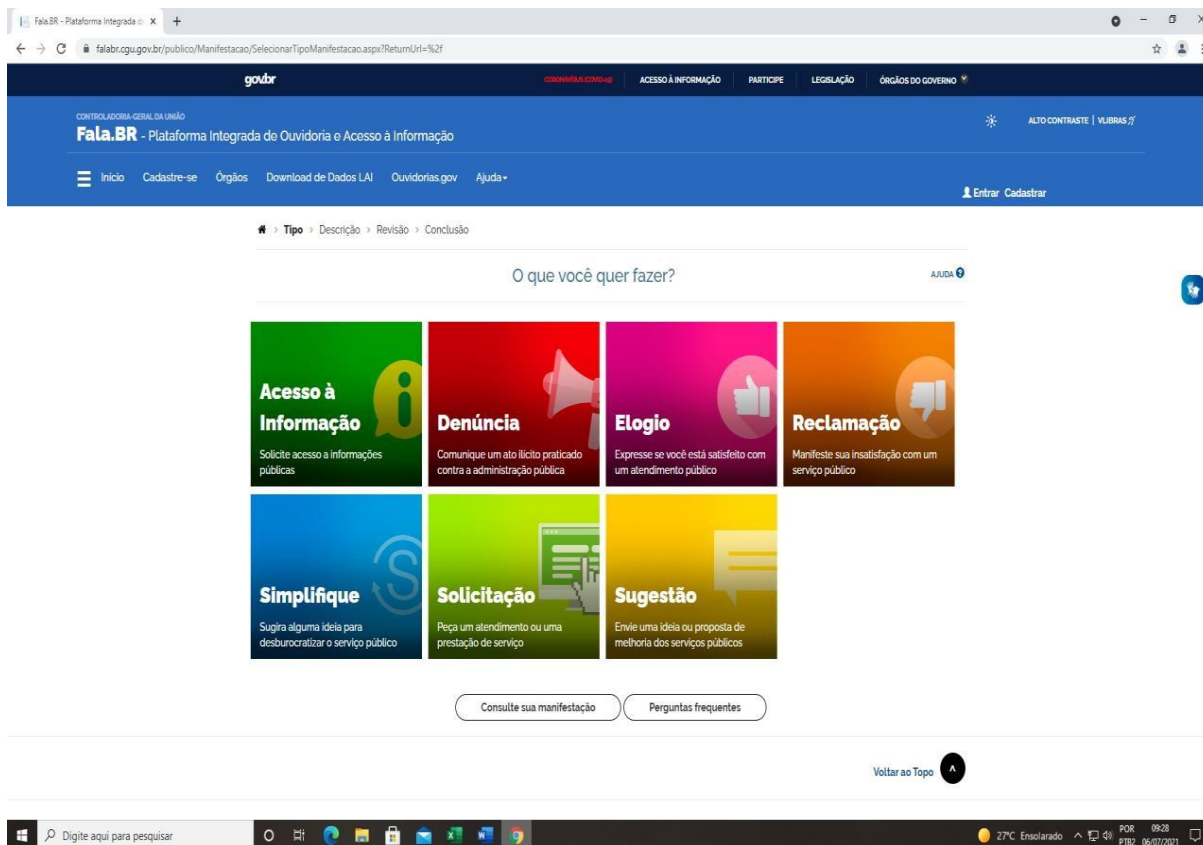 Fala.BR - Plataforma Integrada d
falabr.cgu.gov.br/publico/Manifestacao/SelecionarTipoManifestacao.aspx?ReturnUrl=%2f
govbr
CORONAVÍRUS (COVID-19)
ACESSO À INFORMAÇÃO
PARTICIPE
LEGISLAÇÃO
ÓRGÃOS DO GOVERNO
CONTROLADORIA-GERAL DA UNIÃO
Fala.BR - Plataforma Integrada de Ouvidoria e Acesso à Informação
ALTO CONTRASTE | VLIBRAS
Início Cadastre-se Órgãos Download de Dados LAI Ouvidorias.gov Ajuda
Entrar Cadastrar
> Tipo > Descrição > Revisão > Conclusão
O que você quer fazer?
AJUDA
Acesso à
Informação
Solicite acesso a informações
públicas
Denúncia
Comunique um ato ilícito praticado
contra a administração pública
Elogio
Expresse se você está satisfeito com
um atendimento público
Reclamação
Manifeste sua insatisfação com um
serviço público
Simplifique
Sugira alguma ideia para
desburocratizar o serviço público
Solicitação
Peça um atendimento ou uma
prestação de serviço
Sugestão
Envie uma ideia ou proposta de
melhoria dos serviços públicos
Consulte sua manifestação
Perguntas frequentes
Voltar ao Topo
Digite aqui para pesquisar
27°C Ensolarado
POR
PTB2
09:28
06/07/2021